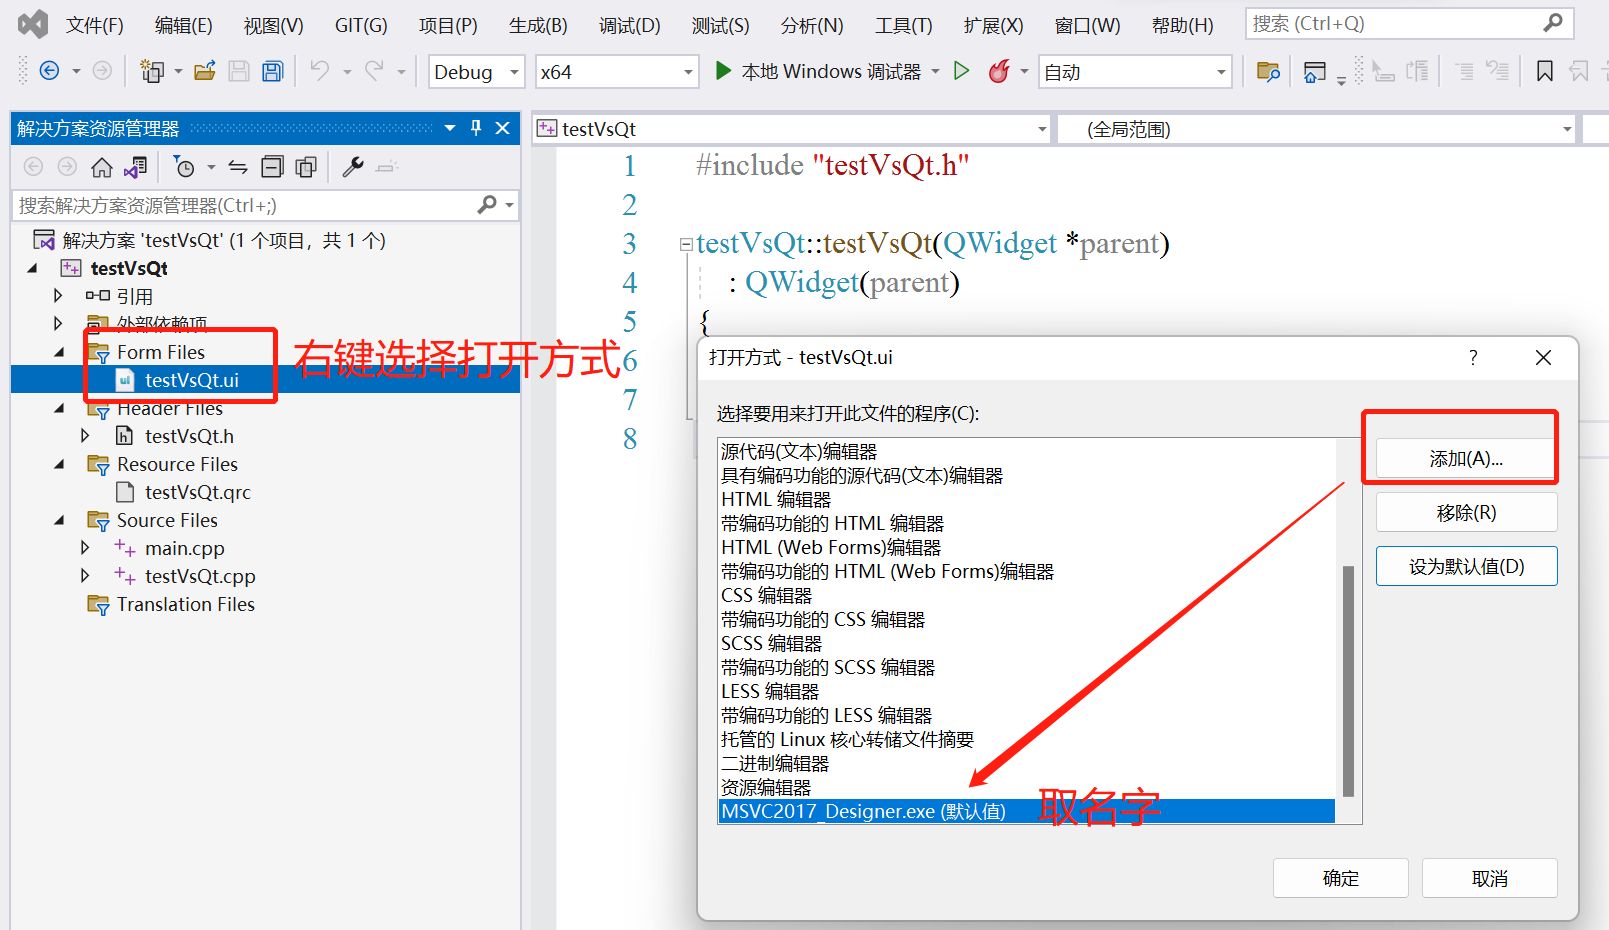 文件(F) 编辑(E) 视图(V) GIT(G) 项目(P) 生成(B) 调试(D) 测试(S) 分析(N) 工具(T) 扩展(X) 窗口(W) 帮助(H) 搜索 (Ctrl+Q)
Debug x64 本地 Windows 调试器 自动
解决方案资源管理器
搜索解决方案资源管理器(Ctrl+;)
解决方案 'testVsQt' (1 个项目，共 1 个)
testVsQt
引用
外部依赖项
Form Files
ui testVsQt.ui
Header Files
h testVsQt.h
Resource Files
testVsQt.qrc
Source Files
main.cpp
testVsQt.cpp
Translation Files
右键选择打开方式
testVsQt (全局范围)
1 #include "testVsQt.h"
2
3 testVsQt::testVsQt(QWidget *parent)
4 : QWidget(parent)
5 {
6
7
8
打开方式 - testVsQt.ui ?
选择要用来打开此文件的程序(C):
源代码(文本)编辑器
具有编码功能的源代码(文本)编辑器
HTML 编辑器
带编码功能的 HTML 编辑器
HTML (Web Forms)编辑器
带编码功能的 HTML (Web Forms)编辑器
CSS 编辑器
带编码功能的 CSS 编辑器
SCSS 编辑器
带编码功能的 SCSS 编辑器
LESS 编辑器
带编码功能的 LESS 编辑器
托管的 Linux 核心转储文件摘要
二进制编辑器
资源编辑器
MSVC2017_Designer.exe (默认值)
取名字
添加(A)...
移除(R)
设为默认值(D)
确定
取消